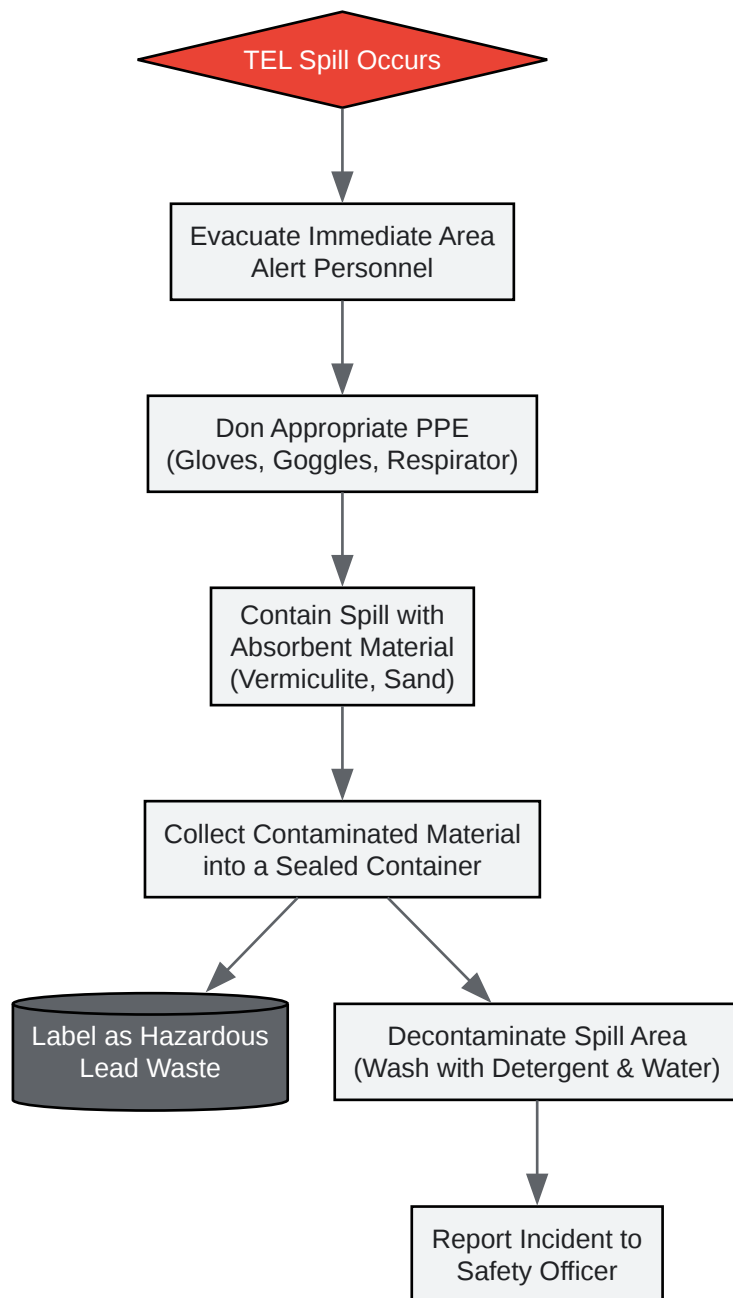 TEL Spill Occurs
Evacuate Immediate Area
Alert Personnel
Don Appropriate PPE
(Gloves, Goggles, Respirator)
Contain Spill with
Absorbent Material
(Vermiculite, Sand)
Collect Contaminated Material
into a Sealed Container
Label as Hazardous
Lead Waste
Decontaminate Spill Area
(Wash with Detergent & Water)
Report Incident to
Safety Officer